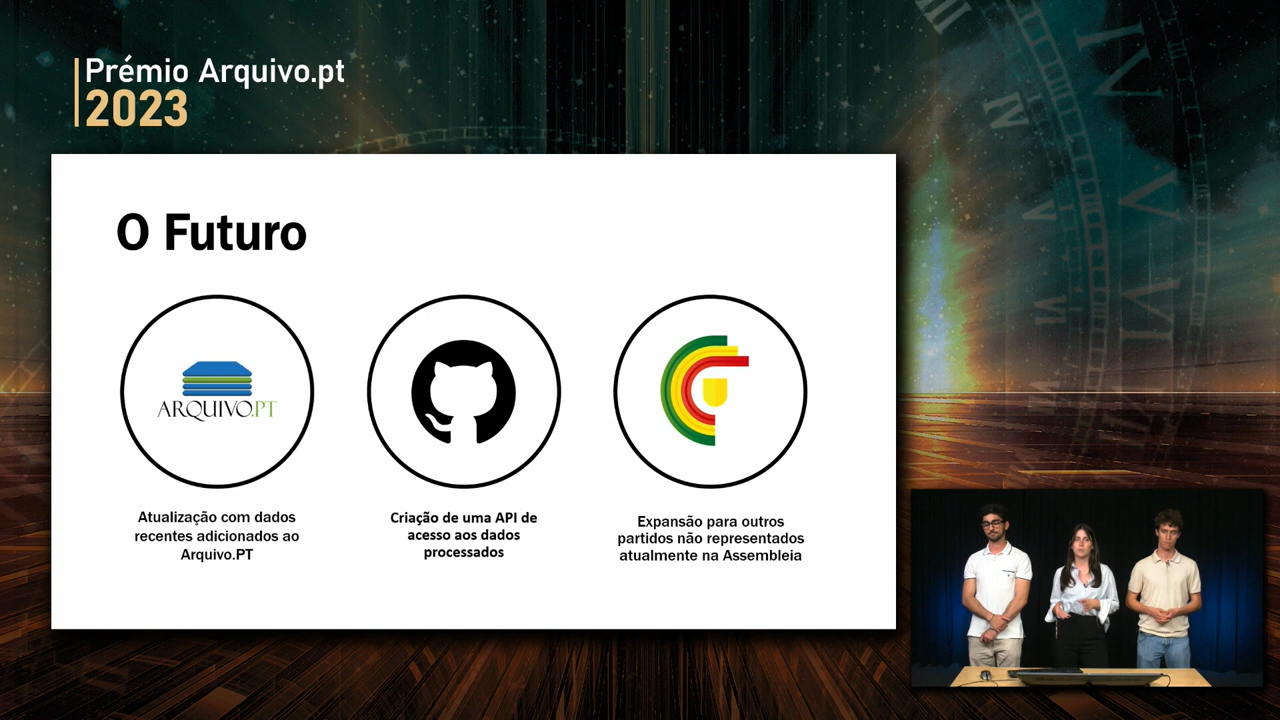 Prémio Arquivo.pt
2023
O Futuro
ARQUIVO.PT
Atualização com dados
recentes adicionados ao
Arquivo.PT
Criação de uma API de
acesso aos dados
processados
Expansão para outros
partidos não representados
atualmente na Assembleia